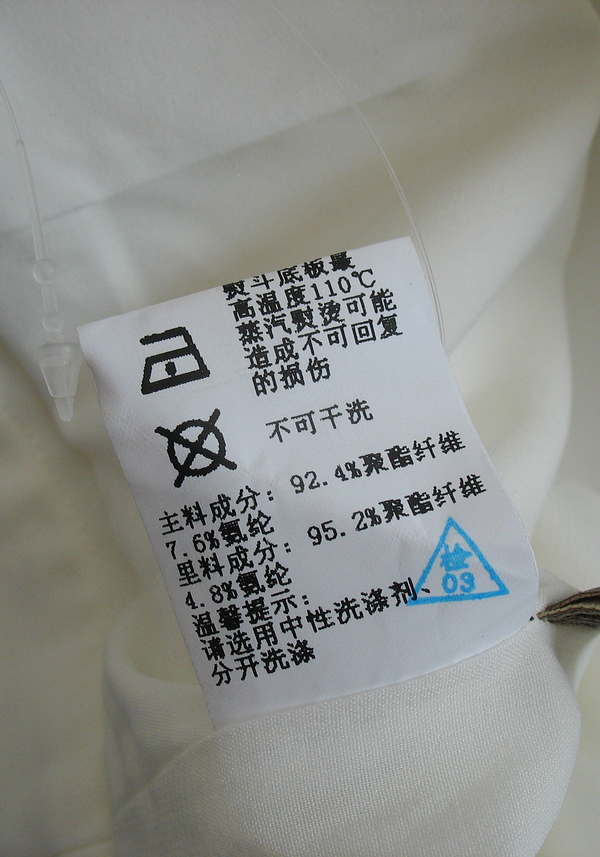 熨斗底板最
高温度110℃
蒸汽熨烫可能
造成不可回复
的损伤
不可干洗
主料成分：92.4%聚酯纤维
7.6%氨纶
里料成分：95.2%聚酯纤维
4.8%氨纶
温馨提示：
请选用中性洗涤剂、
分开洗涤
检
03